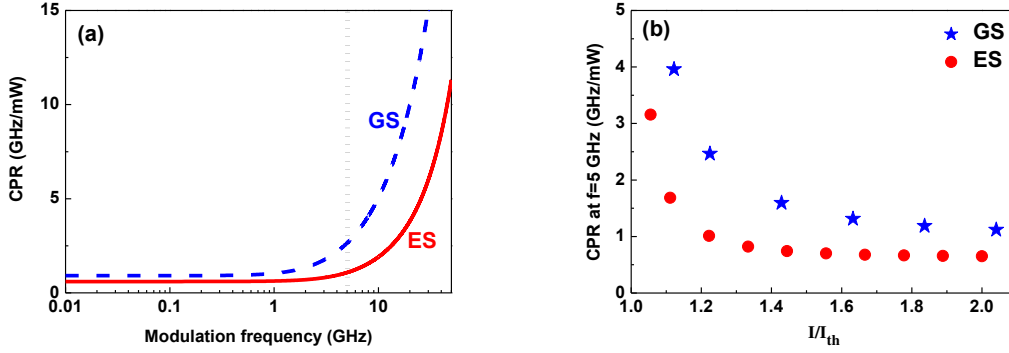 (a)
15
10
5
0
CPR (GHz/mW)
GS
ES
0.01
0.1
1
10
Modulation frequency (GHz)
(b)
GS
ES
5
4
3
2
1
0
CPR at f=5 GHz (GHz/mW)
1.0
1.2
1.4
1.6
1.8
2.0
I/Ith